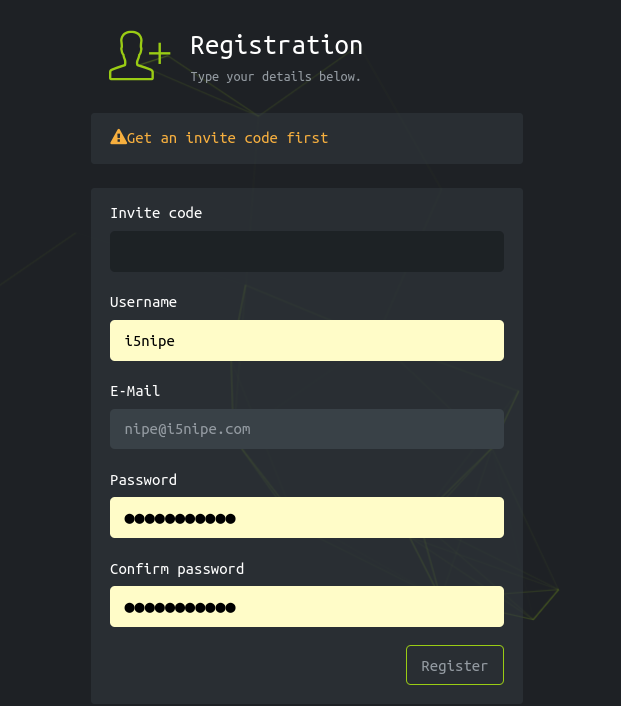 Registration
Type your details below.
Get an invite code first
Invite code
Username
i5nipe
E-Mail
nipe@i5nipe.com
Password
●●●●●●●●●●●
Confirm password
●●●●●●●●●●●
Register